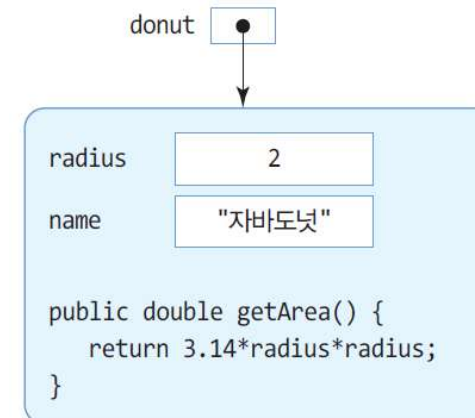 donut
radius 2
name "자바도넛"
public double getArea() {
return 3.14*radius*radius;
}